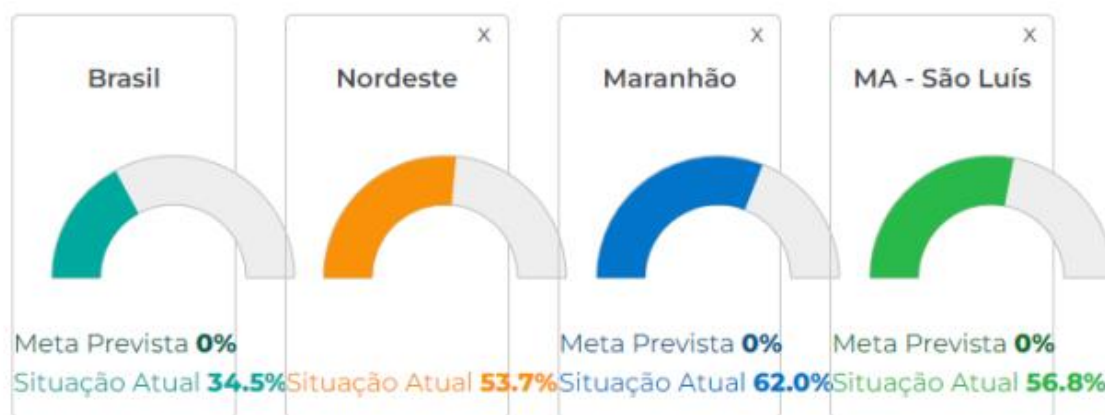 Brasil
Meta Prevista 0%
Situação Atual 34.5%
X
Nordeste
Situação Atual 53.7%
X
Maranhão
Meta Prevista 0%
Situação Atual 62.0%
X
MA - São Luís
Meta Prevista 0%
Situação Atual 56.8%